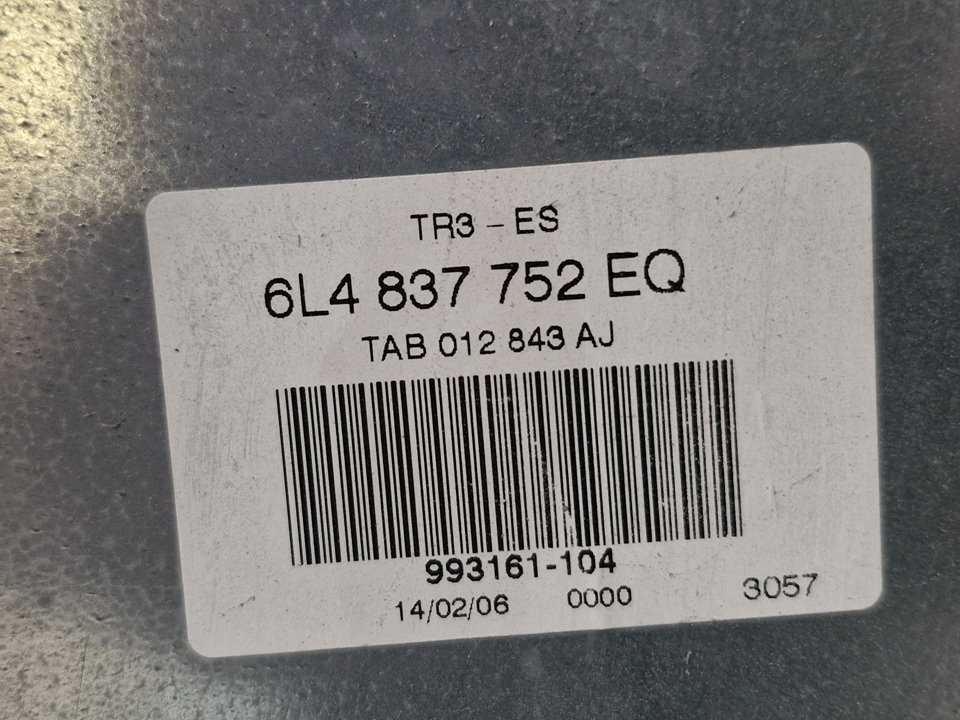 TR3 - ES
6L4 837 752 EQ
TAB 012 843 AJ
993161-104
14/02/06 0000 3057